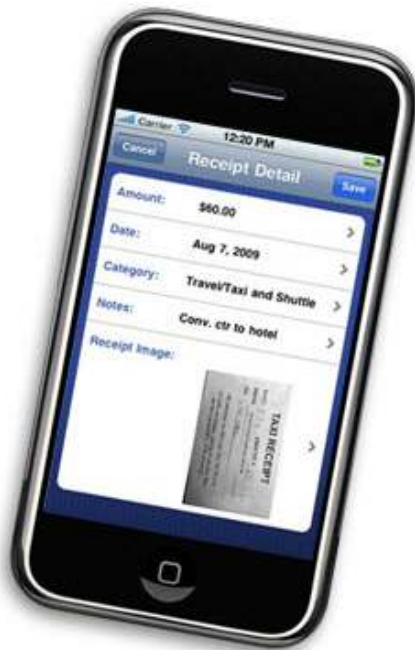 Carrier
12:20 PM
Cancel
Receipt Detail
Save
Amount:
$60.00
Date:
Aug 7, 2009
Category:
Travel/Taxi and Shuttle
Notes:
Conv. ctr to hotel
Receipt Image:
TAXI RECEIPT